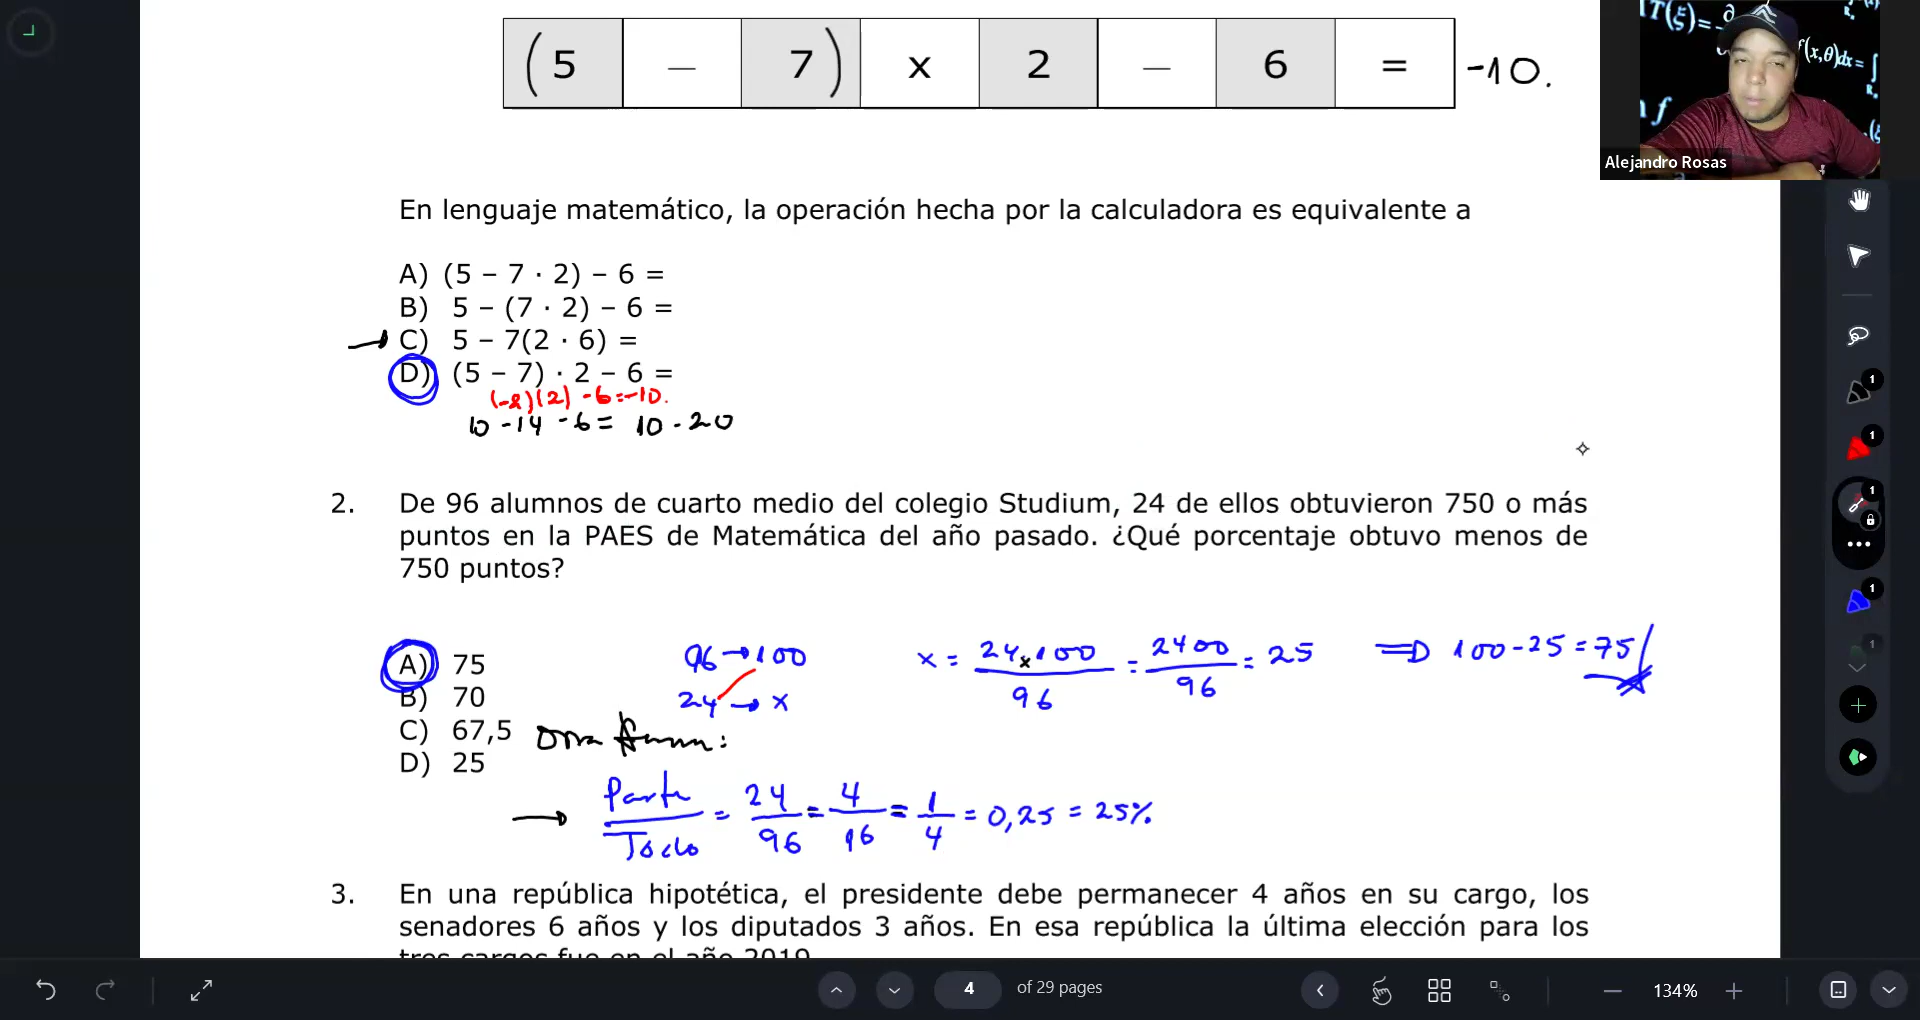 (5 — 7) x 2 — 6 = -10.
Alejandro Rosas
En lenguaje matemático, la operación hecha por la calculadora es equivalente a
A) (5 – 7 · 2) – 6 =
B) 5 – (7 · 2) – 6 =
C) 5 – 7(2 · 6) =
D) (5 – 7) · 2 – 6 =
(-2)(2) -6=-10.
10 -14 -6= 10 - 20
2. De 96 alumnos de cuarto medio del colegio Studium, 24 de ellos obtuvieron 750 o más
puntos en la PAES de Matemática del año pasado. ¿Qué porcentaje obtuvo menos de
750 puntos?
A) 75
B) 70
C) 67,5
D) 25
96 → 100
24 → x
x = 24x100/96 = 2400/96 = 25 ⇒ 100-25=75
Otra forma:
→ Parte/Todo = 24/96 = 4/16 = 1/4 = 0,25 = 25%
3. En una república hipotética, el presidente debe permanecer 4 años en su cargo, los
senadores 6 años y los diputados 3 años. En esa república la última elección para los
tres cargos fue en el año 2019
4 of 29 pages
134%